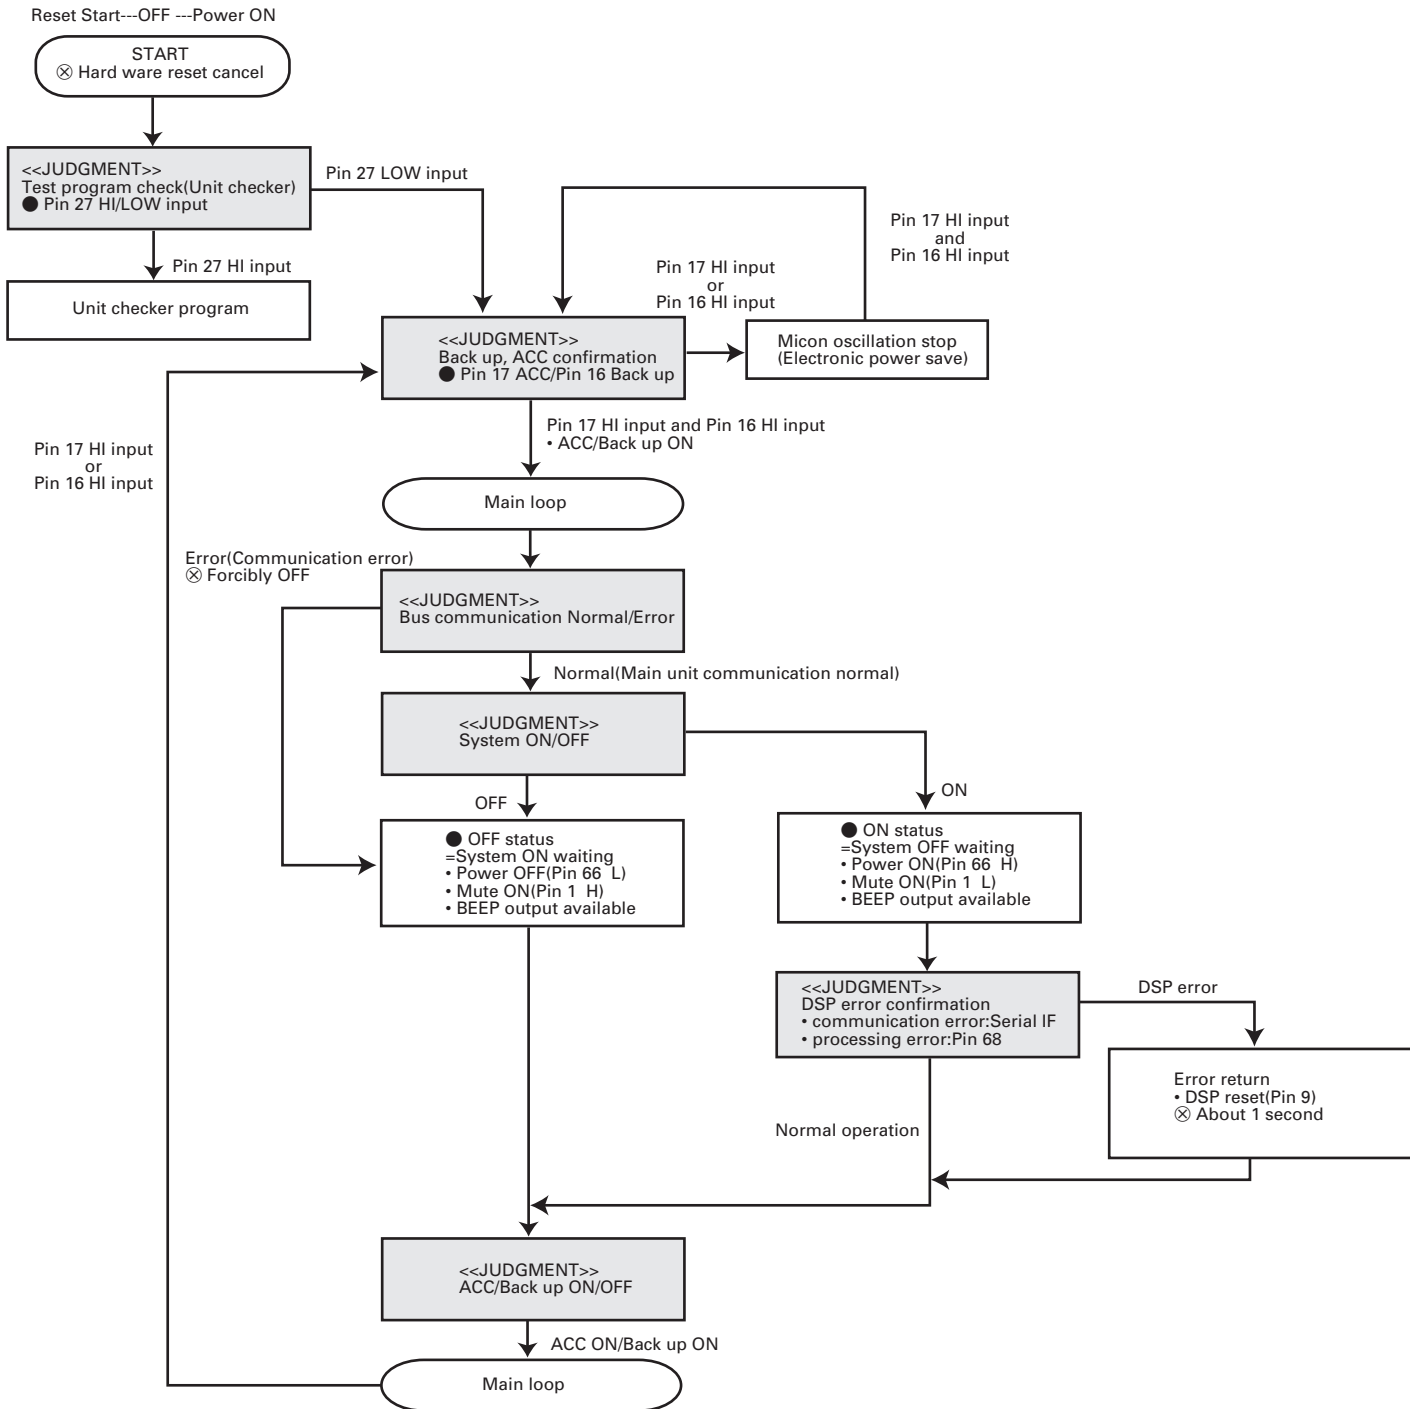 Reset Start---OFF ---Power ON
START
⊗ Hard ware reset cancel
<<JUDGMENT>>
Test program check(Unit checker)
● Pin 27 HI/LOW input
Pin 27 LOW input
Pin 27 HI input
Unit checker program
Pin 17 HI input
and
Pin 16 HI input
Pin 17 HI input
or
Pin 16 HI input
<<JUDGMENT>>
Back up, ACC confirmation
● Pin 17 ACC/Pin 16 Back up
Micon oscillation stop
(Electronic power save)
Pin 17 HI input and Pin 16 HI input
• ACC/Back up ON
Pin 17 HI input
or
Pin 16 HI input
Main loop
Error(Communication error)
⊗ Forcibly OFF
<<JUDGMENT>>
Bus communication Normal/Error
Normal(Main unit communication normal)
<<JUDGMENT>>
System ON/OFF
OFF
ON
● OFF status
=System ON waiting
• Power OFF(Pin 66  L)
• Mute ON(Pin 1  H)
• BEEP output available
● ON status
=System OFF waiting
• Power ON(Pin 66  H)
• Mute ON(Pin 1  L)
• BEEP output available
<<JUDGMENT>>
DSP error confirmation
• communication error:Serial IF
• processing error:Pin 68
DSP error
Error return
• DSP reset(Pin 9)
⊗ About 1 second
Normal operation
<<JUDGMENT>>
ACC/Back up ON/OFF
ACC ON/Back up ON
Main loop